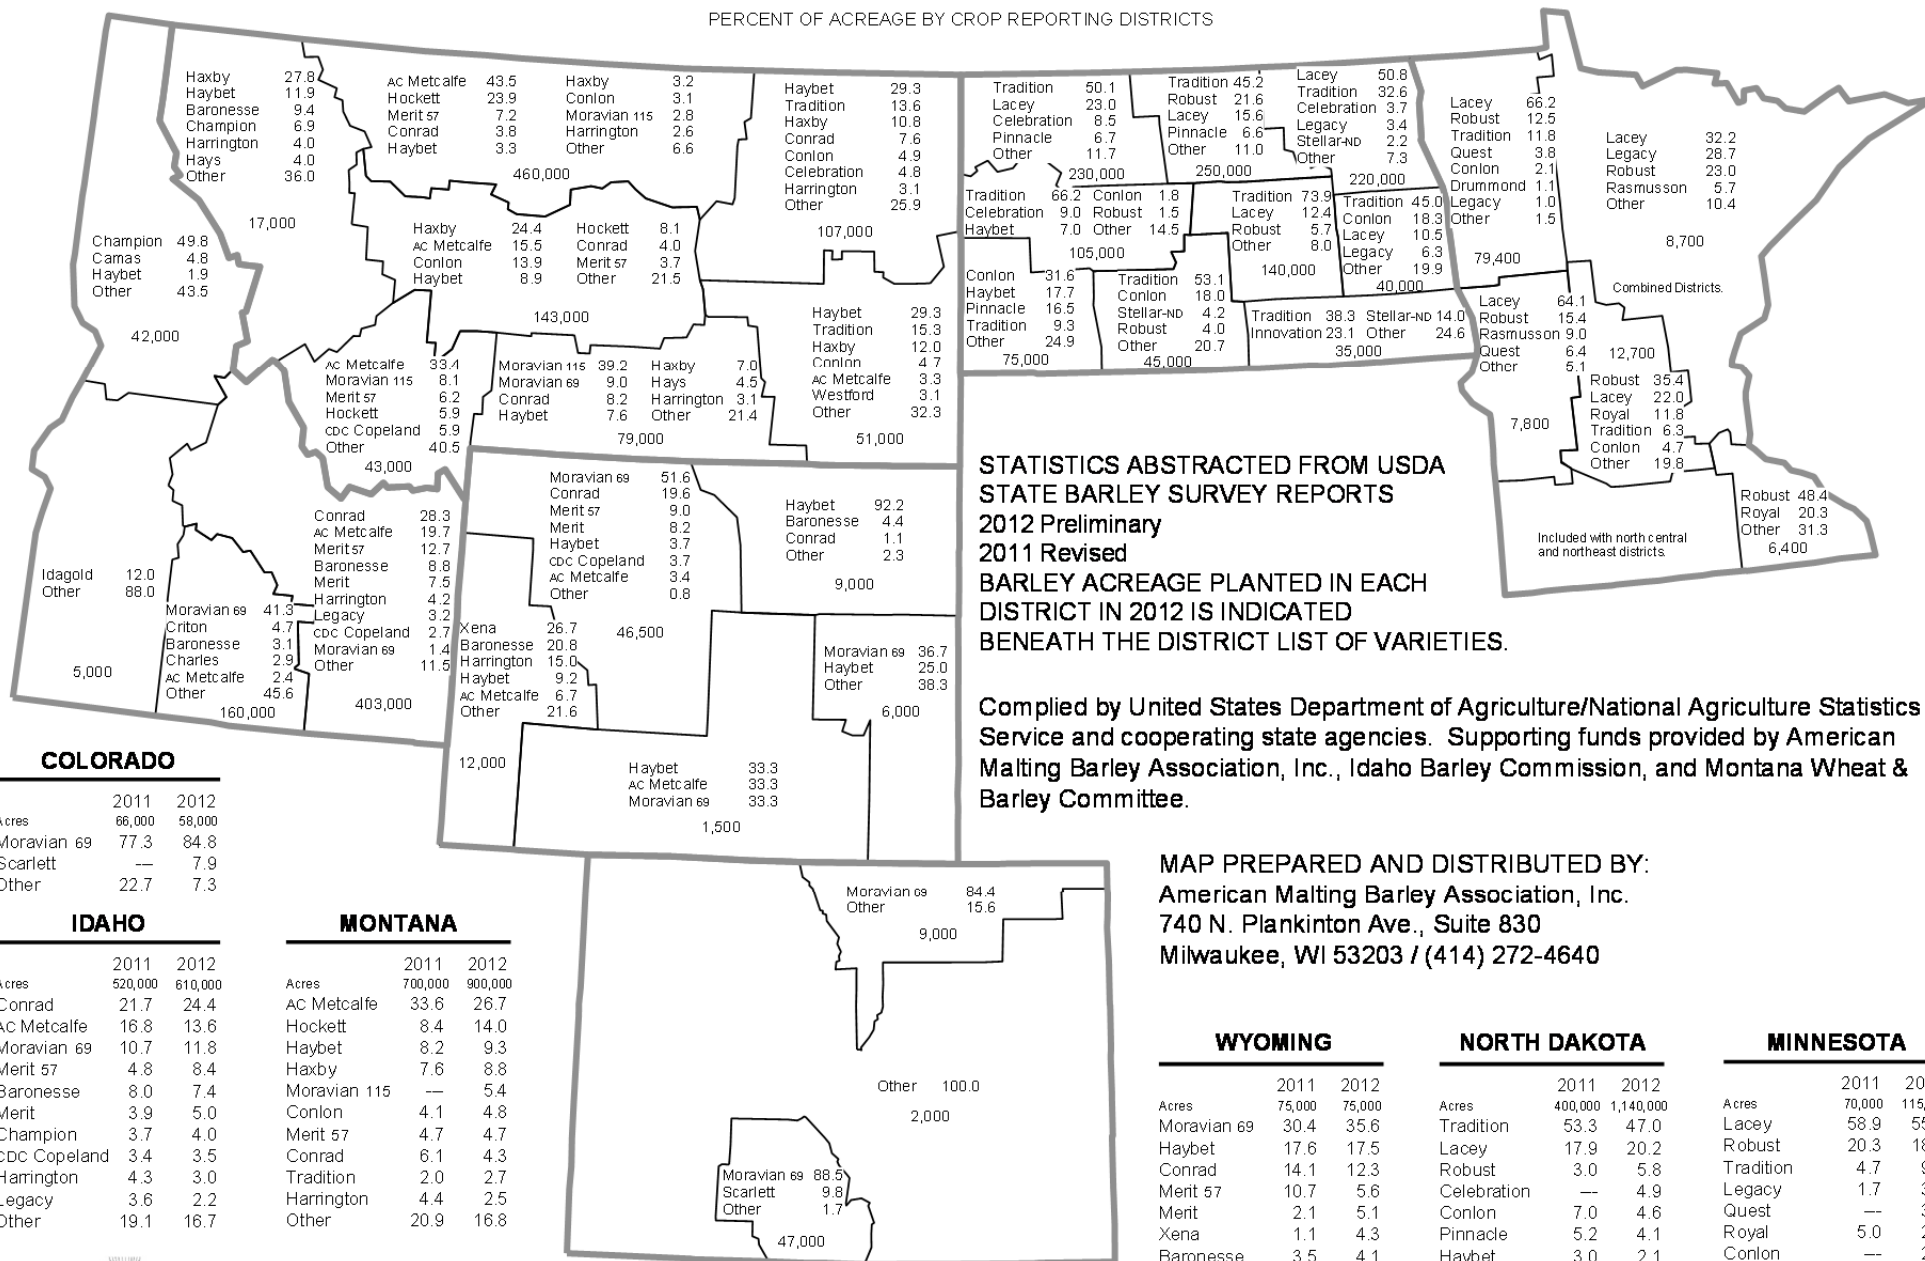 PERCENT OF ACREAGE BY CROP REPORTING DISTRICTS
Haxby 27.8
Haybet 11.9
Baronesse 9.4
Champion 6.9
Harrington 4.0
Hays 4.0
Other 36.0
17,000
AC Metcalfe 43.5 Haxby 3.2
Hockett 23.9 Conlon 3.1
Merit 57 7.2 Moravian 115 2.8
Conrad 3.8 Harrington 2.6
Haybet 3.3 Other 6.6
460,000
Haybet 29.3
Tradition 13.6
Haxby 10.8
Conrad 7.6
Conlon 4.9
Celebration 4.8
Harrington 3.1
Other 25.9
107,000
Tradition 50.1
Lacey 23.0
Celebration 8.5
Pinnacle 6.7
Other 11.7
230,000
Tradition 45.2
Robust 21.6
Lacey 15.6
Pinnacle 6.6
Other 11.0
250,000
Lacey 50.8
Tradition 32.6
Celebration 3.7
Legacy 3.4
Stellar-ND 2.2
Other 7.3
220,000
Lacey 66.2
Robust 12.5
Tradition 11.8
Quest 3.8
Conlon 2.1
Drummond 1.1
Legacy 1.0
Other 1.5
79,400
Lacey 32.2
Legacy 28.7
Robust 23.0
Rasmusson 5.7
Other 10.4
8,700
Combined Districts.
Champion 49.8
Camas 4.8
Haybet 1.9
Other 43.5
42,000
Haxby 24.4 Hockett 8.1
AC Metcalfe 15.5 Conrad 4.0
Conlon 13.9 Merit 57 3.7
Haybet 8.9 Other 21.5
143,000
Tradition 66.2 Conlon 1.8
Celebration 9.0 Robust 1.5
Haybet 7.0 Other 14.5
105,000
Tradition 73.9
Lacey 12.4
Robust 5.7
Other 8.0
140,000
Tradition 45.0
Conlon 18.3
Lacey 10.5
Legacy 6.3
Other 19.9
40,000
Conlon 31.6
Haybet 17.7
Pinnacle 16.5
Tradition 9.3
Other 24.9
75,000
Tradition 53.1
Conlon 18.0
Stellar-ND 4.2
Robust 4.0
Other 20.7
45,000
Tradition 38.3 Stellar-ND 14.0
Innovation 23.1 Other 24.6
35,000
Lacey 64.1
Robust 15.4
Rasmusson 9.0
Quest 6.4
Other 5.1
7,800
12,700
Robust 35.4
Lacey 22.0
Royal 11.8
Tradition 6.3
Conlon 4.7
Other 19.8
AC Metcalfe 33.4
Moravian 115 8.1
Merit 57 6.2
Hockett 5.9
CDC Copeland 5.9
Other 40.5
43,000
Moravian 115 39.2 Haxby 7.0
Moravian 69 9.0 Hays 4.5
Conrad 8.2 Harrington 3.1
Haybet 7.6 Other 21.4
79,000
Haybet 29.3
Tradition 15.3
Haxby 12.0
Conlon 4.7
AC Metcalfe 3.3
Westford 3.1
Other 32.3
51,000
Robust 48.4
Royal 20.3
Other 31.3
6,400
Included with north central
and northeast districts.
STATISTICS ABSTRACTED FROM USDA
STATE BARLEY SURVEY REPORTS
2012 Preliminary
2011 Revised
BARLEY ACREAGE PLANTED IN EACH
DISTRICT IN 2012 IS INDICATED
BENEATH THE DISTRICT LIST OF VARIETIES.
Moravian 69 51.6
Conrad 19.6
Merit 57 9.0
Merit 8.2
Haybet 3.7
CDC Copeland 3.7
AC Metcalfe 3.4
Other 0.8
46,500
Haybet 92.2
Baronesse 4.4
Conrad 1.1
Other 2.3
9,000
Idagold 12.0
Other 88.0
5,000
Moravian 69 41.3
Criton 4.7
Baronesse 3.1
Charles 2.9
AC Metcalfe 2.4
Other 45.6
160,000
Conrad 28.3
AC Metcalfe 19.7
Merit 57 12.7
Baronesse 8.8
Merit 7.5
Harrington 4.2
Legacy 3.2
CDC Copeland 2.7
Moravian 69 1.4
Other 11.5
403,000
Xena 26.7
Baronesse 20.8
Harrington 15.0
Haybet 9.2
AC Metcalfe 6.7
Other 21.6
12,000
Moravian 69 36.7
Haybet 25.0
Other 38.3
6,000
Haybet 33.3
AC Metcalfe 33.3
Moravian 69 33.3
1,500
Complied by United States Department of Agriculture/National Agriculture Statistics
Service and cooperating state agencies. Supporting funds provided by American
Malting Barley Association, Inc., Idaho Barley Commission, and Montana Wheat &
Barley Committee.
MAP PREPARED AND DISTRIBUTED BY:
American Malting Barley Association, Inc.
740 N. Plankinton Ave., Suite 830
Milwaukee, WI 53203 / (414) 272-4640
Moravian 69 84.4
Other 15.6
9,000
Other 100.0
2,000
Moravian 69 88.5
Scarlett 9.8
Other 1.7
47,000
COLORADO
2011 2012
Acres 66,000 58,000
Moravian 69 77.3 84.8
Scarlett --- 7.9
Other 22.7 7.3
IDAHO
2011 2012
Acres 520,000 610,000
Conrad 21.7 24.4
AC Metcalfe 16.8 13.6
Moravian 69 10.7 11.8
Merit 57 4.8 8.4
Baronesse 8.0 7.4
Merit 3.9 5.0
Champion 3.7 4.0
CDC Copeland 3.4 3.5
Harrington 4.3 3.0
Legacy 3.6 2.2
Other 19.1 16.7
MONTANA
2011 2012
Acres 700,000 900,000
AC Metcalfe 33.6 26.7
Hockett 8.4 14.0
Haybet 8.2 9.3
Haxby 7.6 8.8
Moravian 115 --- 5.4
Conlon 4.1 4.8
Merit 57 4.7 4.7
Conrad 6.1 4.3
Tradition 2.0 2.7
Harrington 4.4 2.5
Other 20.9 16.8
WYOMING
2011 2012
Acres 75,000 75,000
Moravian 69 30.4 35.6
Haybet 17.6 17.5
Conrad 14.1 12.3
Merit 57 10.7 5.6
Merit 2.1 5.1
Xena 1.1 4.3
Baronesse 3.5 4.1
NORTH DAKOTA
2011 2012
Acres 400,000 1,140,000
Tradition 53.3 47.0
Lacey 17.9 20.2
Robust 3.0 5.8
Celebration --- 4.9
Conlon 7.0 4.6
Pinnacle 5.2 4.1
Haybet 3.0 2.1
MINNESOTA
2011 20
Acres 70,000 115,
Lacey 58.9 55
Robust 20.3 18
Tradition 4.7 9
Legacy 1.7 3
Quest --- 3
Royal 5.0 2
Conlon --- 2